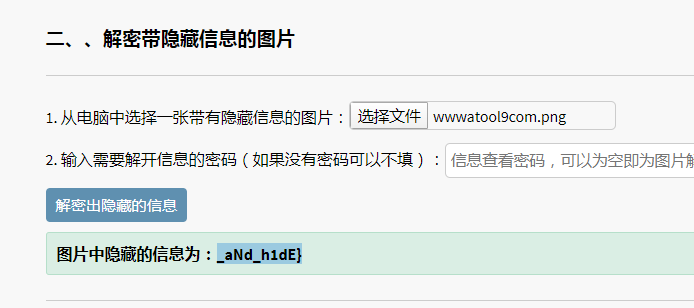 二、、解密带隐藏信息的图片
1. 从电脑中选择一张带有隐藏信息的图片： 选择文件 wwwatool9com.png
2. 输入需要解开信息的密码（如果没有密码可以不填）： 信息查看密码，可以为空即为图片解
解密出隐藏的信息
图片中隐藏的信息为：_aNd_h1dE}